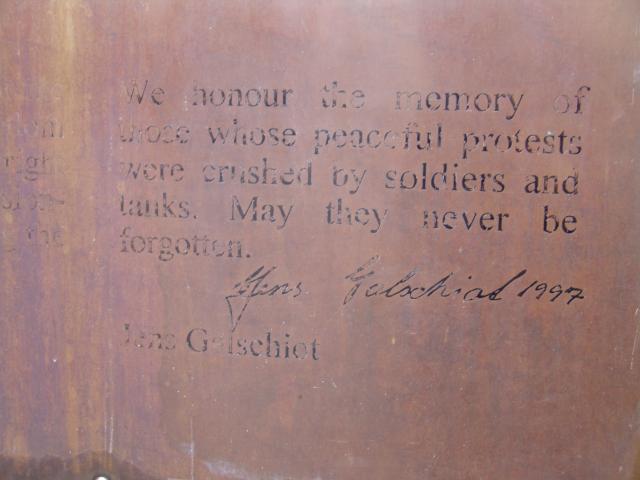 We honour the memory of
those whose peaceful protests
were crushed by soldiers and
tanks. May they never be
forgotten.
Jens Galschiot 1997
Jens Galschiot
the